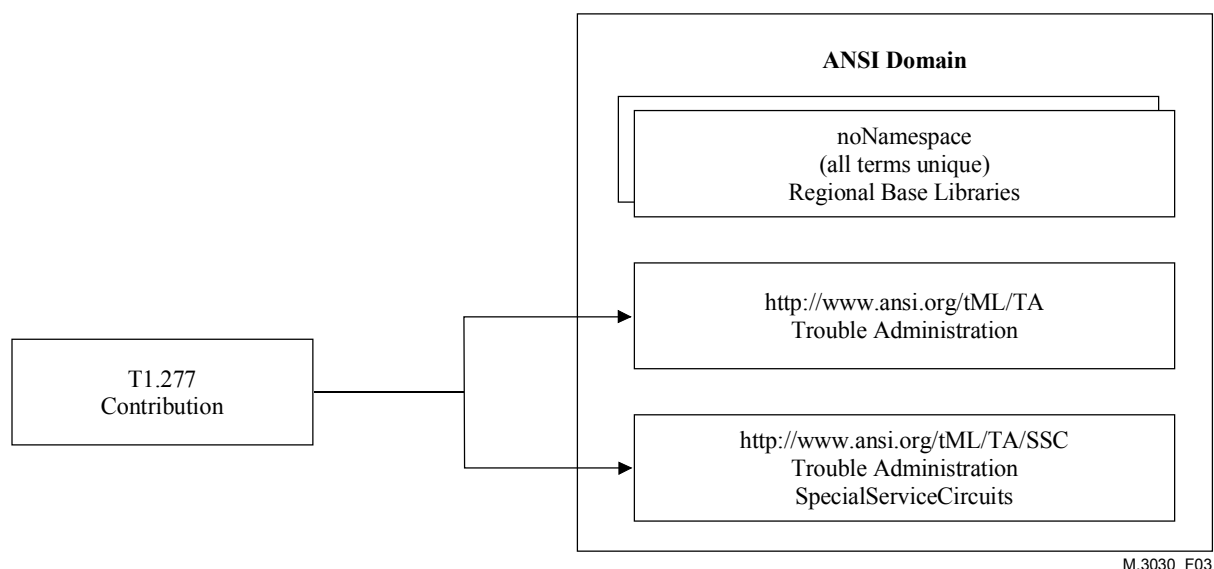 ANSI Domain
noNamespace
(all terms unique)
Regional Base Libraries
http://www.ansi.org/tML/TA
Trouble Administration
T1.277
Contribution
http://www.ansi.org/tML/TA/SSC
Trouble Administration
SpecialServiceCircuits
M.3030_F03